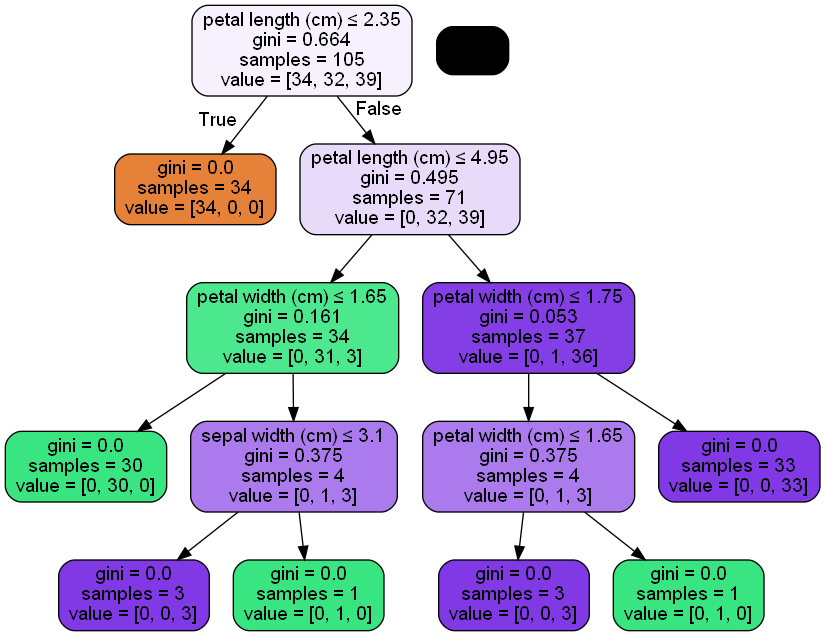 petal length (cm) ≤ 2.35
gini = 0.664
samples = 105
value = [34, 32, 39]
True
False
gini = 0.0
samples = 34
value = [34, 0, 0]
petal length (cm) ≤ 4.95
gini = 0.495
samples = 71
value = [0, 32, 39]
petal width (cm) ≤ 1.65
gini = 0.161
samples = 34
value = [0, 31, 3]
petal width (cm) ≤ 1.75
gini = 0.053
samples = 37
value = [0, 1, 36]
gini = 0.0
samples = 30
value = [0, 30, 0]
sepal width (cm) ≤ 3.1
gini = 0.375
samples = 4
value = [0, 1, 3]
petal width (cm) ≤ 1.65
gini = 0.375
samples = 4
value = [0, 1, 3]
gini = 0.0
samples = 33
value = [0, 0, 33]
gini = 0.0
samples = 3
value = [0, 0, 3]
gini = 0.0
samples = 1
value = [0, 1, 0]
gini = 0.0
samples = 3
value = [0, 0, 3]
gini = 0.0
samples = 1
value = [0, 1, 0]